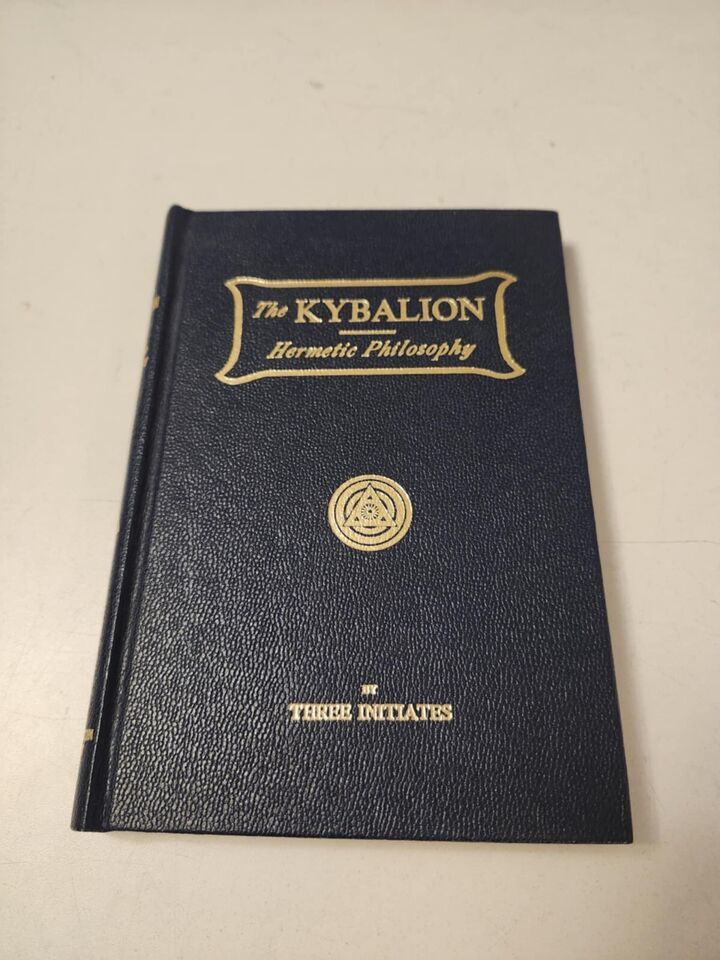 The KYBALION
Hermetic Philosophy
BY
THREE INITIATES